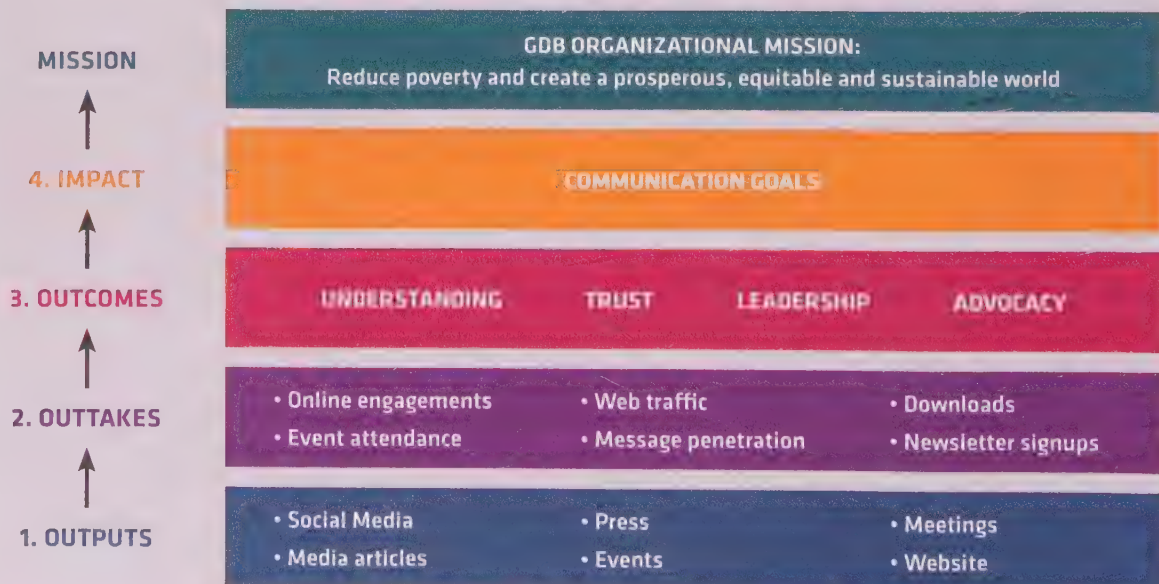 MISSION
GDB ORGANIZATIONAL MISSION:
Reduce poverty and create a prosperous, equitable and sustainable world
4. IMPACT
COMMUNICATION GOALS
3. OUTCOMES
UNDERSTANDING TRUST LEADERSHIP ADVOCACY
2. OUTTAKES
• Online engagements • Web traffic • Downloads
• Event attendance • Message penetration • Newsletter signups
1. OUTPUTS
• Social Media • Press • Meetings
• Media articles • Events • Website